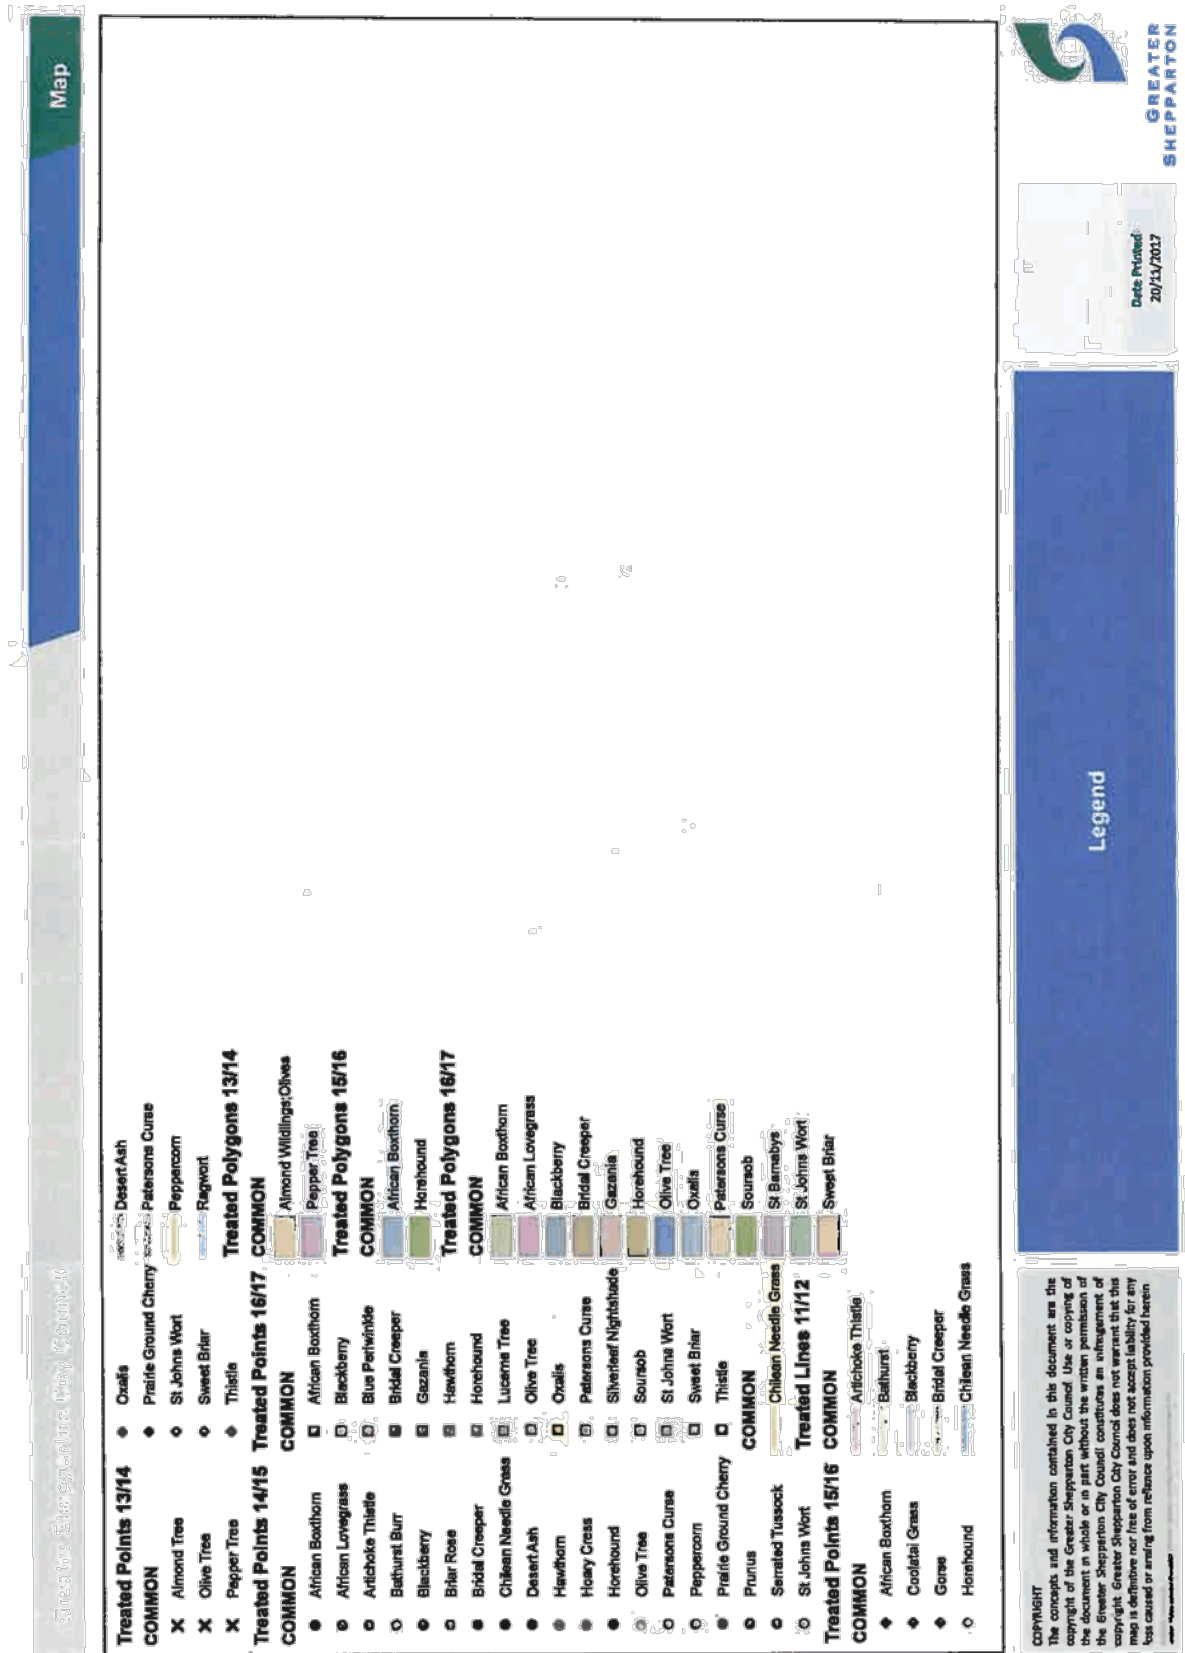 Greater Shepparton City Council
Map
Treated Points 13/14
COMMON
Almond Tree
Olive Tree
Pepper Tree
Treated Points 14/15
COMMON
African Boxthorn
African Lovegrass
Artichoke Thistle
Bathurst Burr
Blackberry
Briar Rose
Bridal Creeper
Chilean Needle Grass
Desert Ash
Hawthorn
Hoary Cress
Horehound
Olive Tree
Patersons Curse
Peppercorn
Prairie Ground Cherry
Prunus
Serrated Tussock
St Johns Wort
Treated Points 15/16
COMMON
African Boxthorn
Coolatai Grass
Gorse
Horehound
Oxalis
Prairie Ground Cherry
St Johns Wort
Sweet Briar
Thistle
Treated Points 16/17
COMMON
African Boxthorn
Blackberry
Blue Periwinkle
Bridal Creeper
Gazania
Hawthorn
Horehound
Lucerne Tree
Olive Tree
Oxalis
Patersons Curse
Silverleaf Nightshade
Soursob
St Johns Wort
Sweet Briar
Thistle
COMMON
Chilean Needle Grass
Treated Lines 11/12
COMMON
Artichoke Thistle
Bathurst
Blackberry
Bridal Creeper
Chilean Needle Grass
Desert Ash
Patersons Curse
Peppercorn
Ragwort
Treated Polygons 13/14
COMMON
Almond Wildlings;Olives
Pepper Tree
Treated Polygons 15/16
COMMON
African Boxthorn
Horehound
Treated Polygons 16/17
COMMON
African Boxthorn
African Lovegrass
Blackberry
Bridal Creeper
Gazania
Horehound
Olive Tree
Oxalis
Patersons Curse
Soursob
St Barnabys
St Johns Wort
Sweet Briar
COPYRIGHT
The concepts and information contained in this document are the
copyright of the Greater Shepparton City Council. Use or copying of
the document in whole or in part without the written permission of
the Greater Shepparton City Council constitutes an infringement of
copyright. Greater Shepparton City Council does not warrant that this
map is definitive nor free of error and does not accept liability for any
loss caused or arising from reliance upon information provided herein
Legend
Date Printed
20/11/2017
GREATER
SHEPPARTON